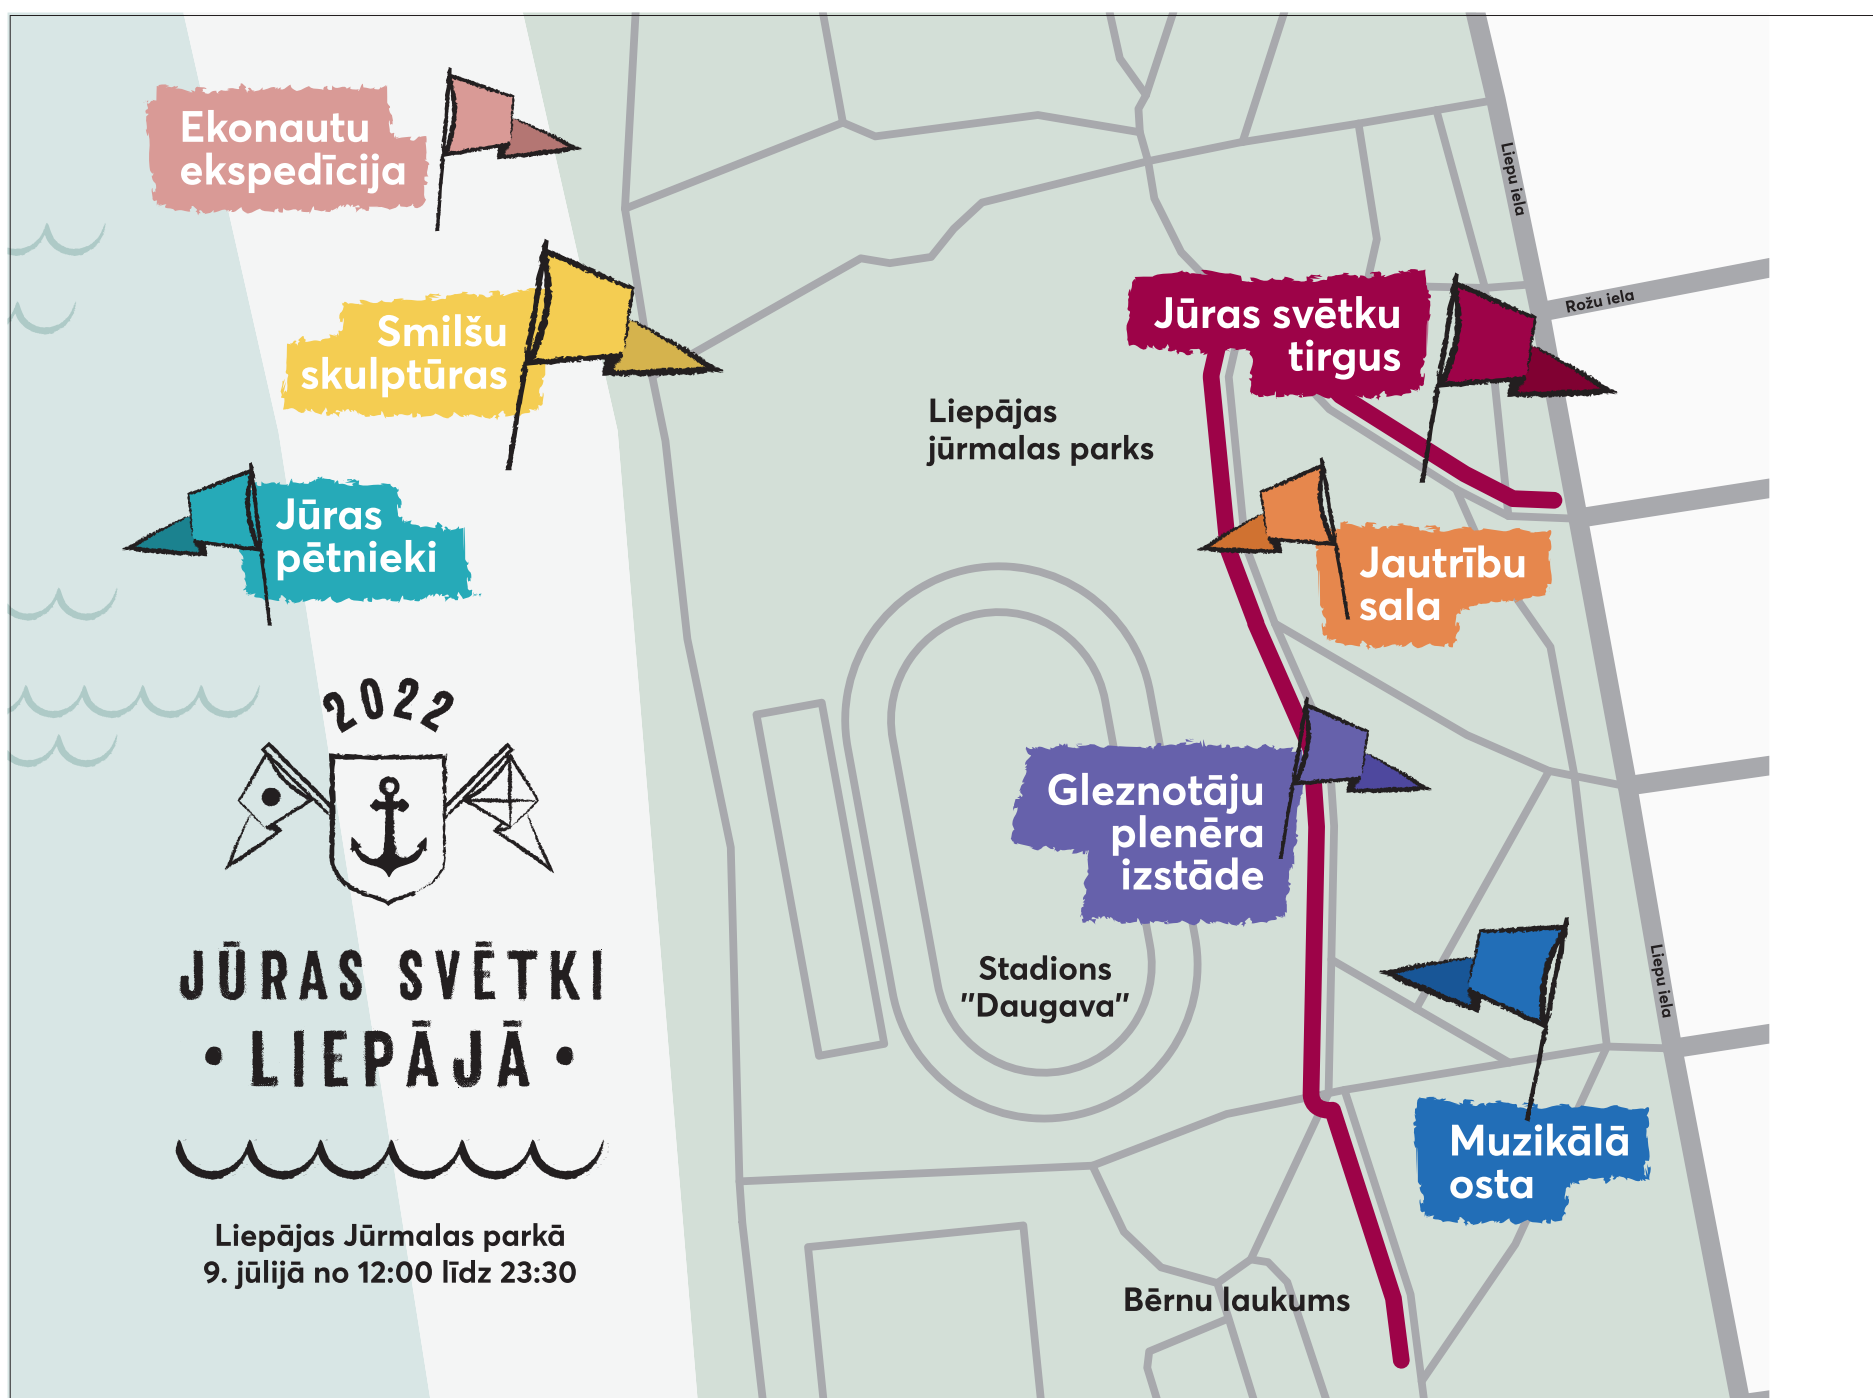 Ekonautu
ekspedīcija
Liepu iela
Rožu iela
Smilšu
skulptūras
Jūras svētku
tirgus
Liepājas
jūrmalas parks
Jūras
pētnieki
Jautrību
sala
2022
Gleznotāju
plenēra
izstāde
JŪRAS SVĒTKI
• LIEPĀJĀ •
Stadions
"Daugava"
Liepu iela
Muzikālā
osta
Liepājas Jūrmalas parkā
9. jūlijā no 12:00 līdz 23:30
Bērnu laukums